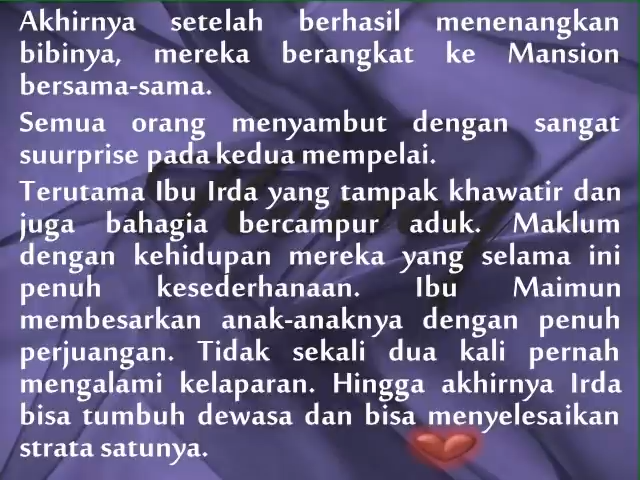 Akhirnya setelah berhasil menenangkan
bibinya, mereka berangkat ke Mansion
bersama-sama.
Semua orang menyambut dengan sangat
suurprise pada kedua mempelai.
Terutama Ibu Irda yang tampak khawatir dan
juga bahagia bercampur aduk. Maklum
dengan kehidupan mereka yang selama ini
penuh kesederhanaan. Ibu Maimun
membesarkan anak-anaknya dengan penuh
perjuangan. Tidak sekali dua kali pernah
mengalami kelaparan. Hingga akhirnya Irda
bisa tumbuh dewasa dan bisa menyelesaikan
strata satunya.